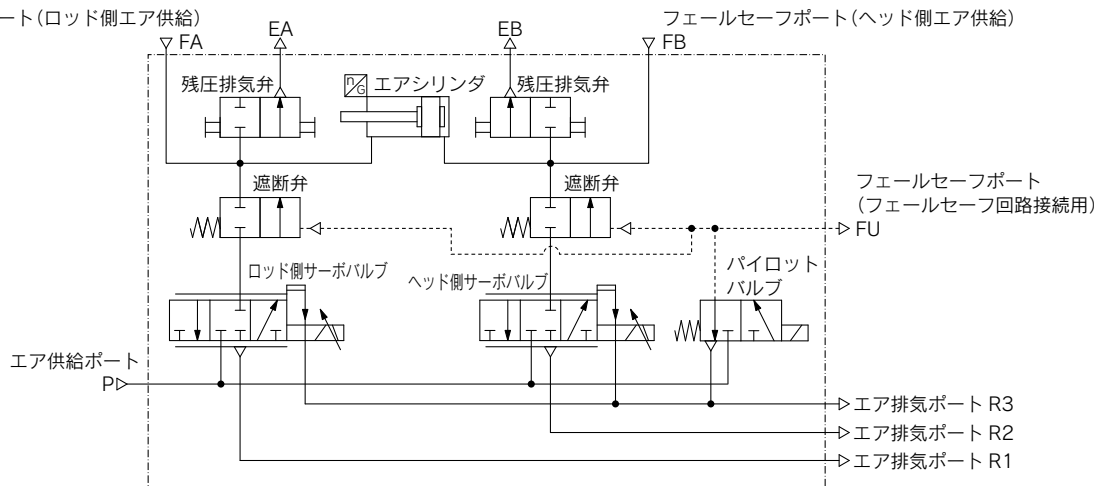 ート(ロッド側エア供給)
フェールセーフポート(ヘッド側エア供給)
FA
EA
EB
FB
残圧排気弁
n/G
エアシリンダ
残圧排気弁
遮断弁
遮断弁
フェールセーフポート
(フェールセーフ回路接続用)
FU
ロッド側サーボバルブ
ヘッド側サーボバルブ
パイロット
バルブ
エア供給ポート
P
エア排気ポート R3
エア排気ポート R2
エア排気ポート R1